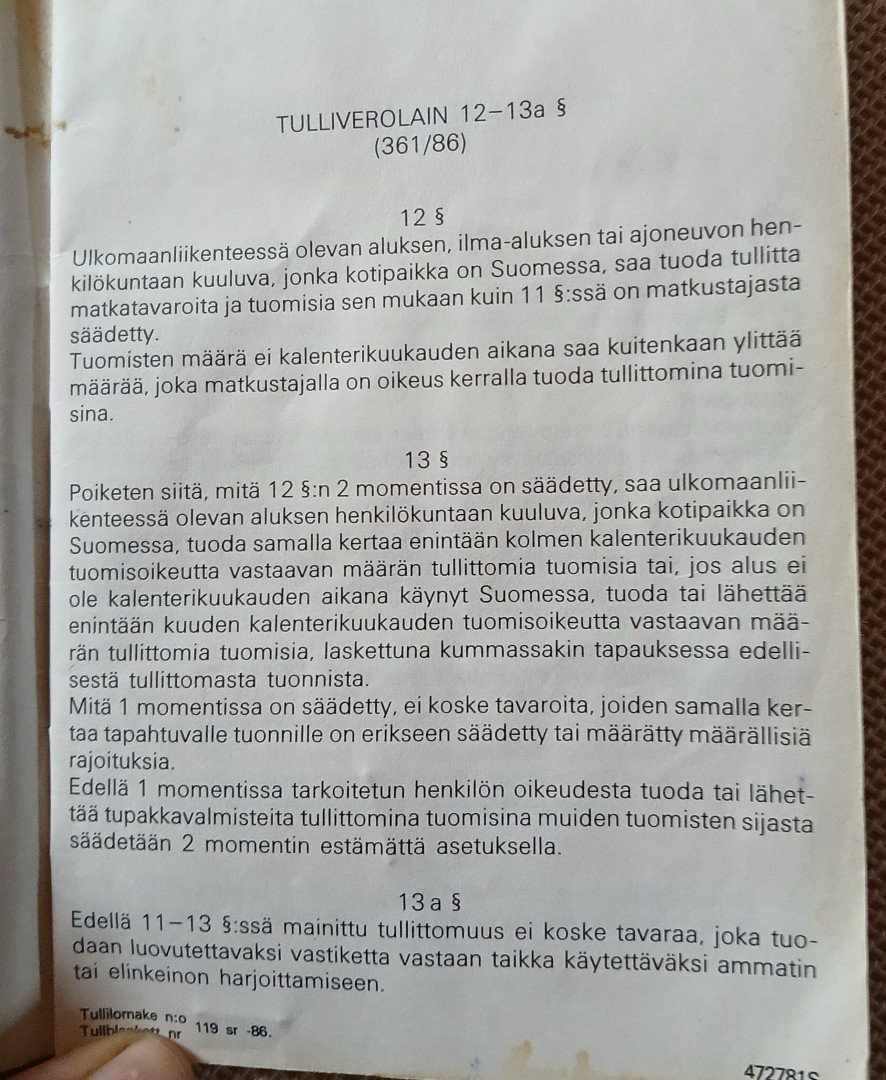 TULLIVEROLAIN 12–13a §
(361/86)
12 §
Ulkomaanliikenteessä olevan aluksen, ilma-aluksen tai ajoneuvon hen-
kilökuntaan kuuluva, jonka kotipaikka on Suomessa, saa tuoda tullitta
matkatavaroita ja tuomisia sen mukaan kuin 11 §:ssä on matkustajasta
säädetty.
Tuomisten määrä ei kalenterikuukauden aikana saa kuitenkaan ylittää
määrää, joka matkustajalla on oikeus kerralla tuoda tullittomina tuomi-
sina.
13 §
Poiketen siitä, mitä 12 §:n 2 momentissa on säädetty, saa ulkomaanlii-
kenteessä olevan aluksen henkilökuntaan kuuluva, jonka kotipaikka on
Suomessa, tuoda samalla kertaa enintään kolmen kalenterikuukauden
tuomisoikeutta vastaavan määrän tullittomia tuomisia tai, jos alus ei
ole kalenterikuukauden aikana käynyt Suomessa, tuoda tai lähettää
enintään kuuden kalenterikuukauden tuomisoikeutta vastaavan mää-
rän tullittomia tuomisia, laskettuna kummassakin tapauksessa edelli-
sestä tullittomasta tuonnista.
Mitä 1 momentissa on säädetty, ei koske tavaroita, joiden samalla ker-
taa tapahtuvalle tuonnille on erikseen säädetty tai määrätty määrällisiä
rajoituksia.
Edellä 1 momentissa tarkoitetun henkilön oikeudesta tuoda tai lähet-
tää tupakkavalmisteita tullittomina tuomisina muiden tuomisten sijasta
säädetään 2 momentin estämättä asetuksella.
13 a §
Edellä 11–13 §:ssä mainittu tullittomuus ei koske tavaraa, joka tuo-
daan luovutettavaksi vastiketta vastaan taikka käytettäväksi ammatin
tai elinkeinon harjoittamiseen.
Tullilomake n:o
nr 119 sr -86.
472781S